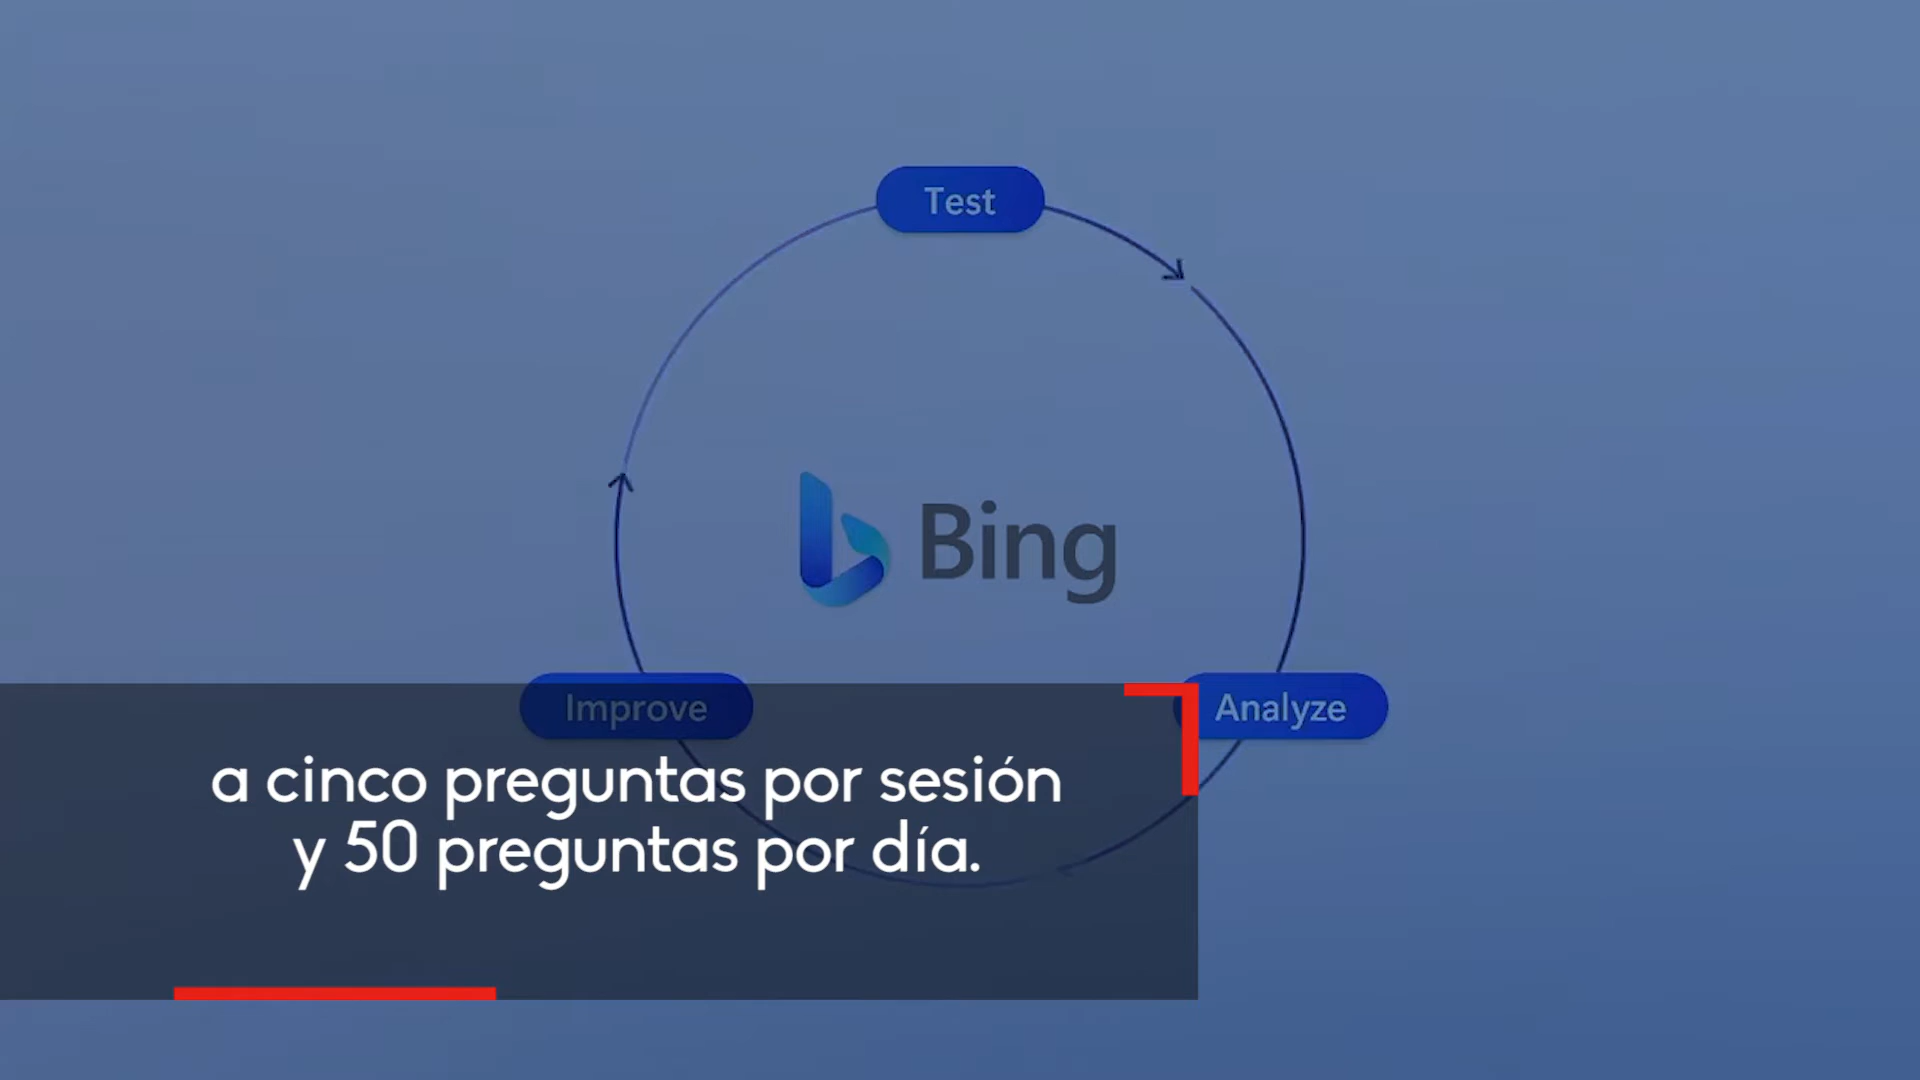 Test
Bing
Improve
Analyze
a cinco preguntas por sesión
y 50 preguntas por día.